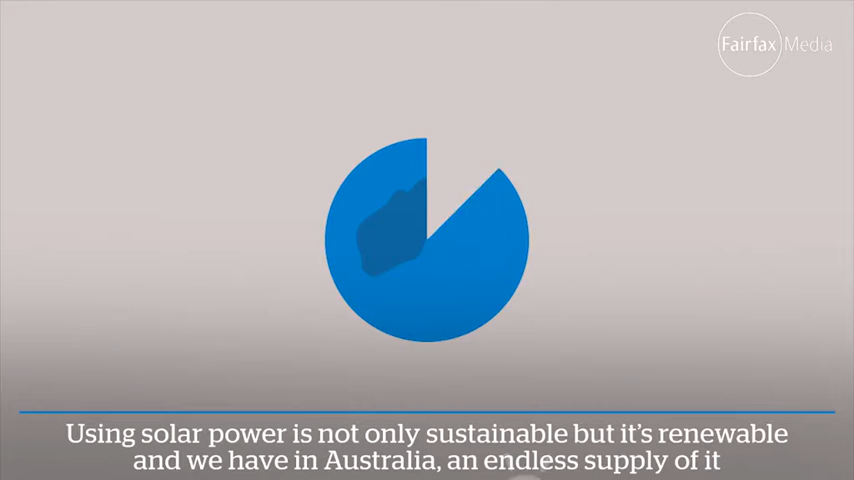 Fairfax Media
Using solar power is not only sustainable but it's renewable
and we have in Australia, an endless supply of it